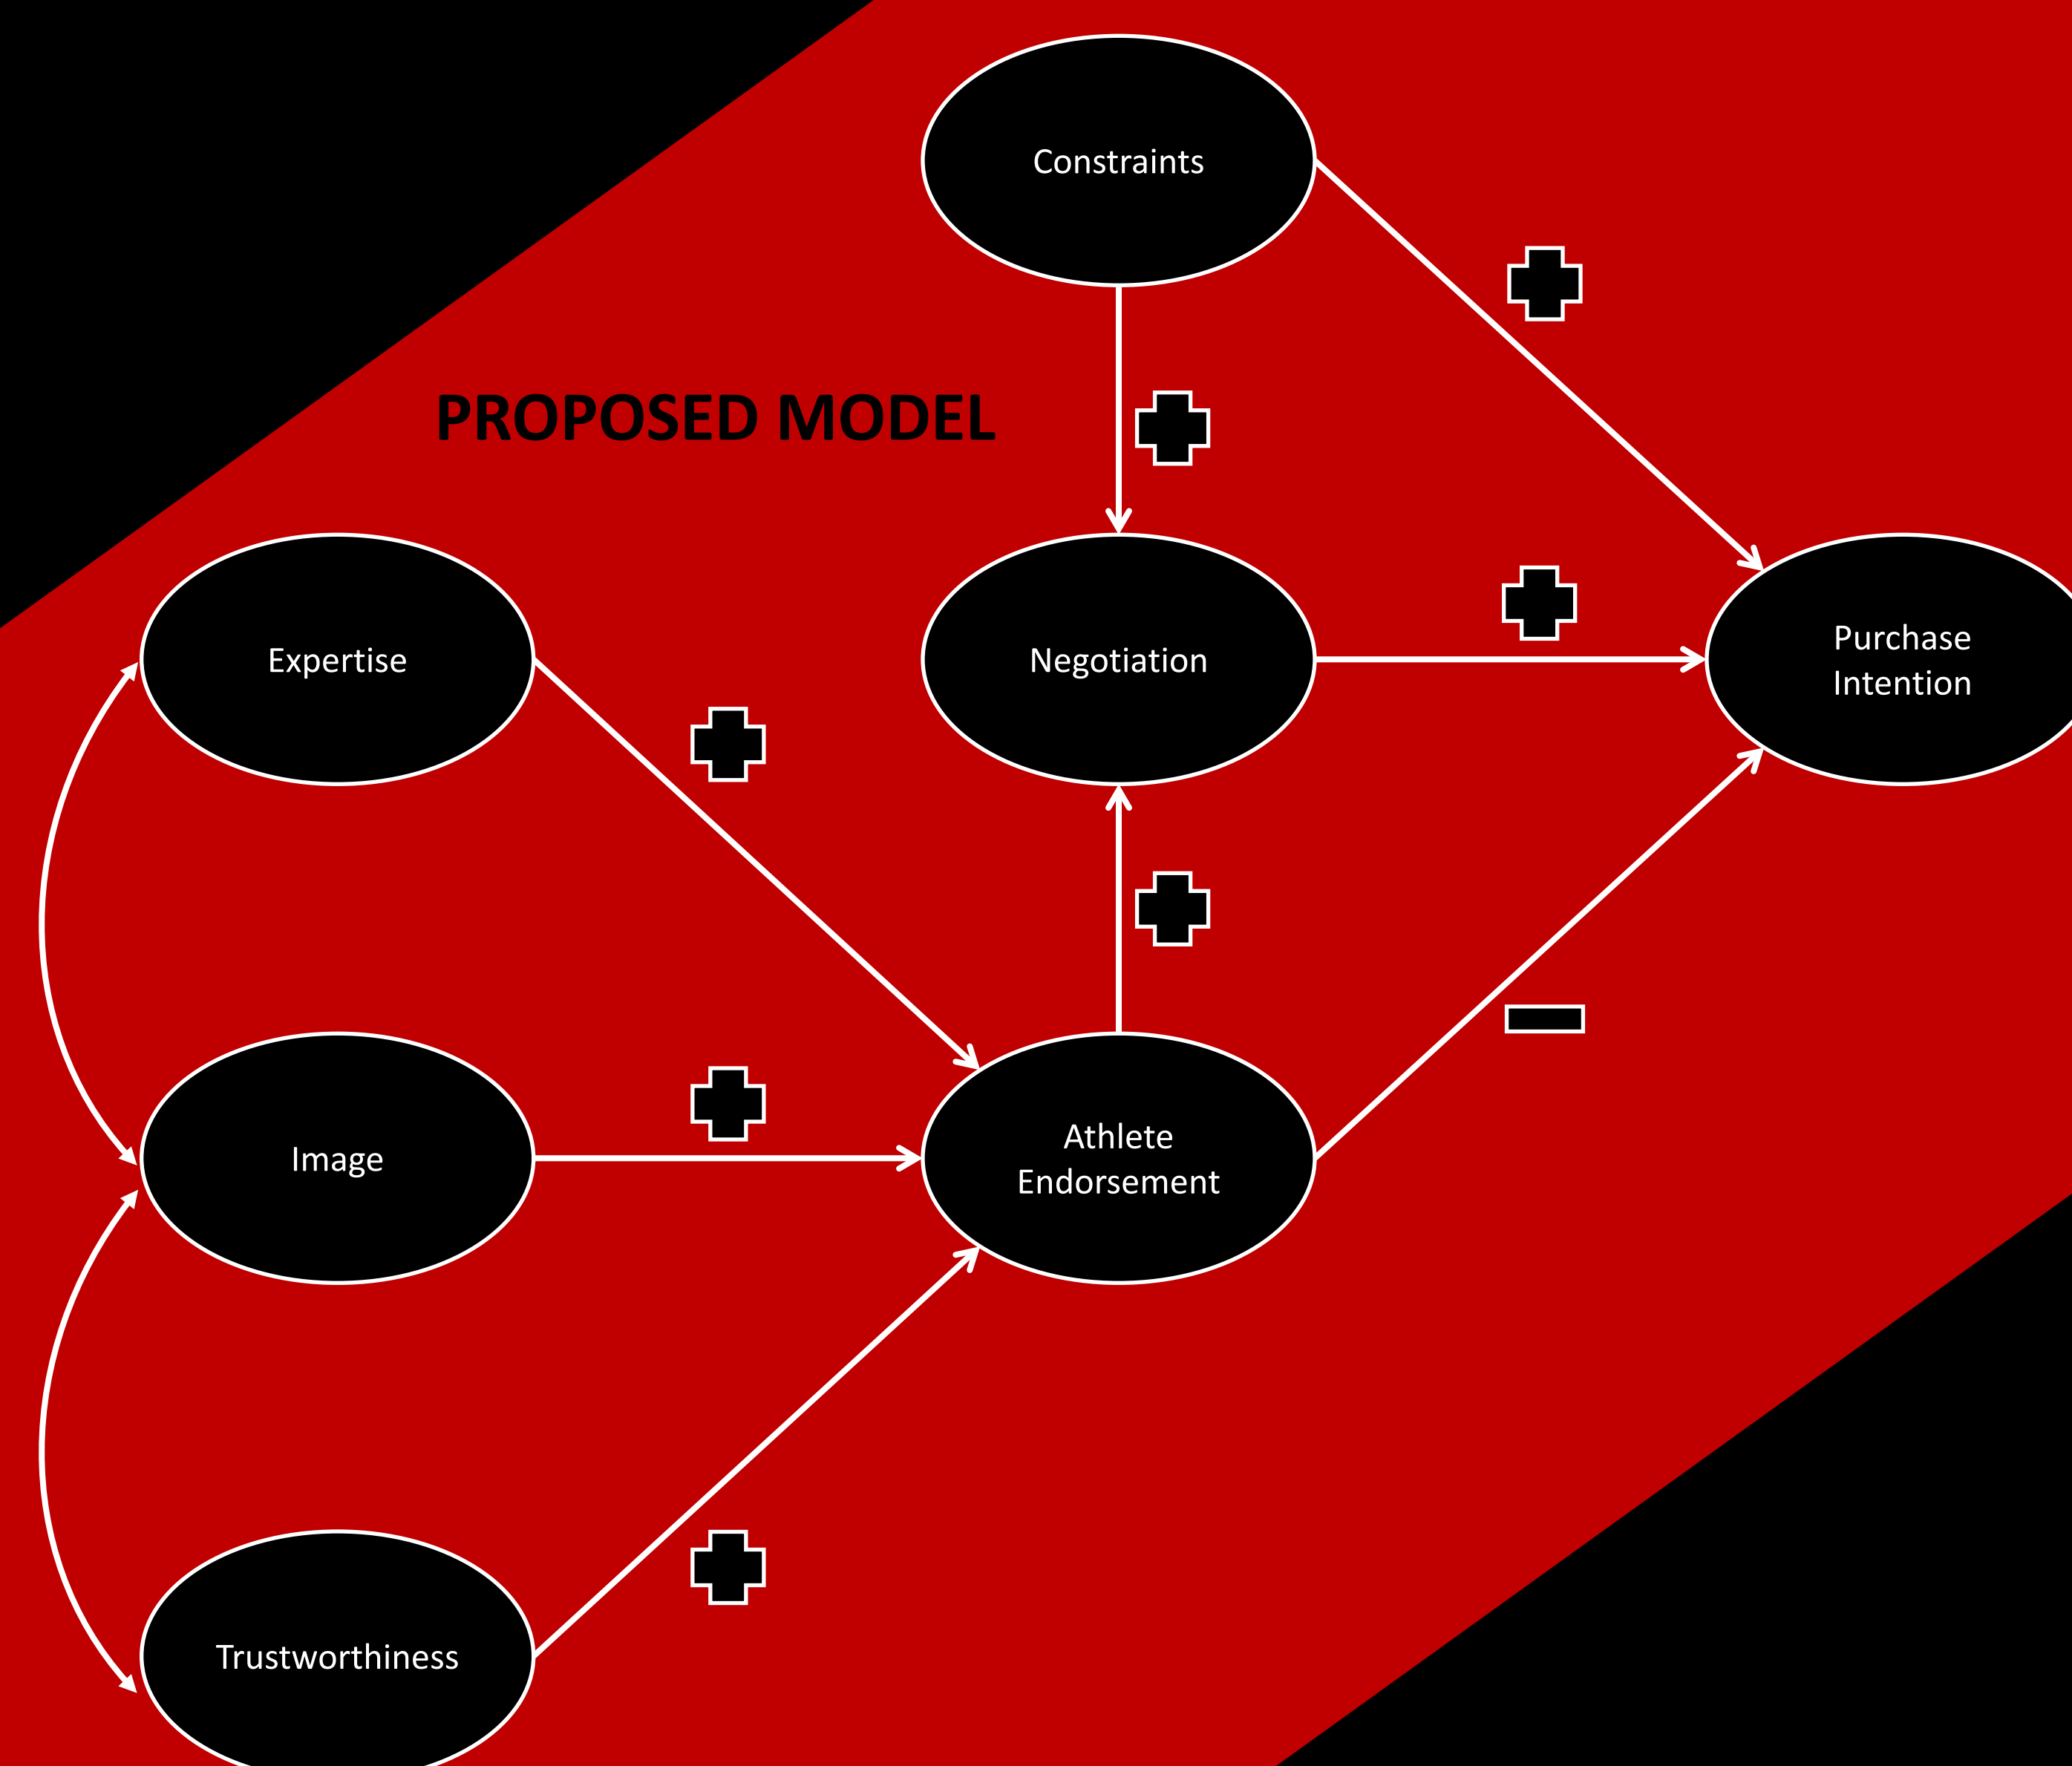 Constraints
PROPOSED MODEL
Expertise
Negotiation
Purchase
Intention
Image
Athlete
Endorsement
Trustworthiness